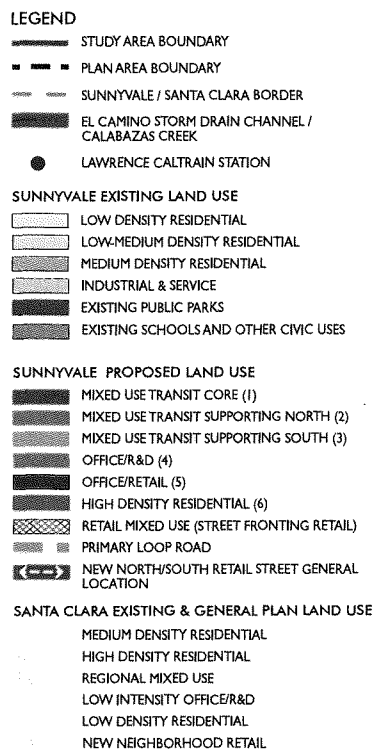 LEGEND
STUDY AREA BOUNDARY
PLAN AREA BOUNDARY
SUNNYVALE / SANTA CLARA BORDER
EL CAMINO STORM DRAIN CHANNEL /
CALABAZAS CREEK
LAWRENCE CALTRAIN STATION
SUNNYVALE EXISTING LAND USE
LOW DENSITY RESIDENTIAL
LOW-MEDIUM DENSITY RESIDENTIAL
MEDIUM DENSITY RESIDENTIAL
INDUSTRIAL & SERVICE
EXISTING PUBLIC PARKS
EXISTING SCHOOLS AND OTHER CIVIC USES
SUNNYVALE PROPOSED LAND USE
MIXED USE TRANSIT CORE (1)
MIXED USE TRANSIT SUPPORTING NORTH (2)
MIXED USE TRANSIT SUPPORTING SOUTH (3)
OFFICE/R&D (4)
OFFICE/RETAIL (5)
HIGH DENSITY RESIDENTIAL (6)
RETAIL MIXED USE (STREET FRONTING RETAIL)
PRIMARY LOOP ROAD
NEW NORTH/SOUTH RETAIL STREET GENERAL
LOCATION
SANTA CLARA EXISTING & GENERAL PLAN LAND USE
MEDIUM DENSITY RESIDENTIAL
HIGH DENSITY RESIDENTIAL
REGIONAL MIXED USE
LOW INTENSITY OFFICE/R&D
LOW DENSITY RESIDENTIAL
NEW NEIGHBORHOOD RETAIL